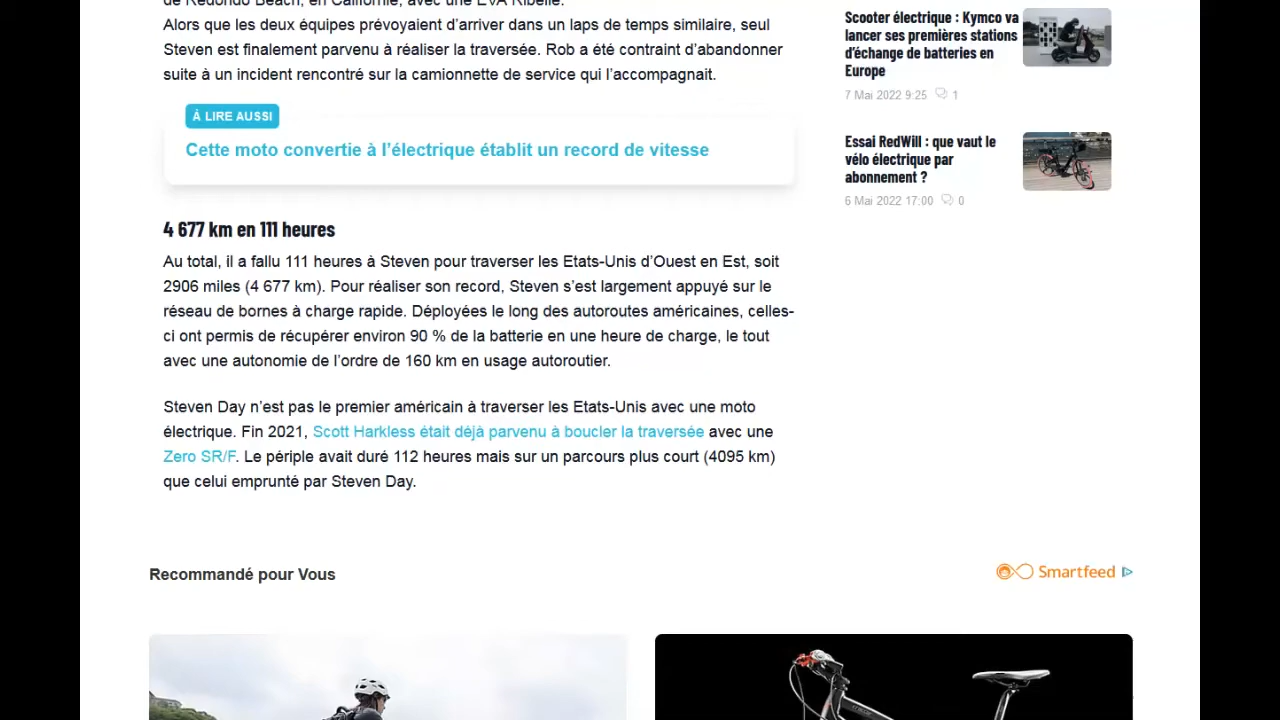 de Redondo Beach, en Californie, avec une EVA Ribelle.
Alors que les deux équipes prévoyaient d’arriver dans un laps de temps similaire, seul
Steven est finalement parvenu à réaliser la traversée. Rob a été contraint d’abandonner
suite à un incident rencontré sur la camionnette de service qui l’accompagnait.
À LIRE AUSSI
Cette moto convertie à l’électrique établit un record de vitesse
4 677 km en 111 heures
Au total, il a fallu 111 heures à Steven pour traverser les Etats-Unis d’Ouest en Est, soit
2906 miles (4 677 km). Pour réaliser son record, Steven s’est largement appuyé sur le
réseau de bornes à charge rapide. Déployées le long des autoroutes américaines, celles-
ci ont permis de récupérer environ 90 % de la batterie en une heure de charge, le tout
avec une autonomie de l’ordre de 160 km en usage autoroutier.
Steven Day n’est pas le premier américain à traverser les Etats-Unis avec une moto
électrique. Fin 2021, Scott Harkless était déjà parvenu à boucler la traversée avec une
Zero SR/F. Le périple avait duré 112 heures mais sur un parcours plus court (4095 km)
que celui emprunté par Steven Day.
Scooter électrique : Kymco va
lancer ses premières stations
d’échange de batteries en
Europe
7 Mai 2022 9:25 1
Essai RedWill : que vaut le
vélo électrique par
abonnement ?
6 Mai 2022 17:00 0
Recommandé pour Vous
Smartfeed